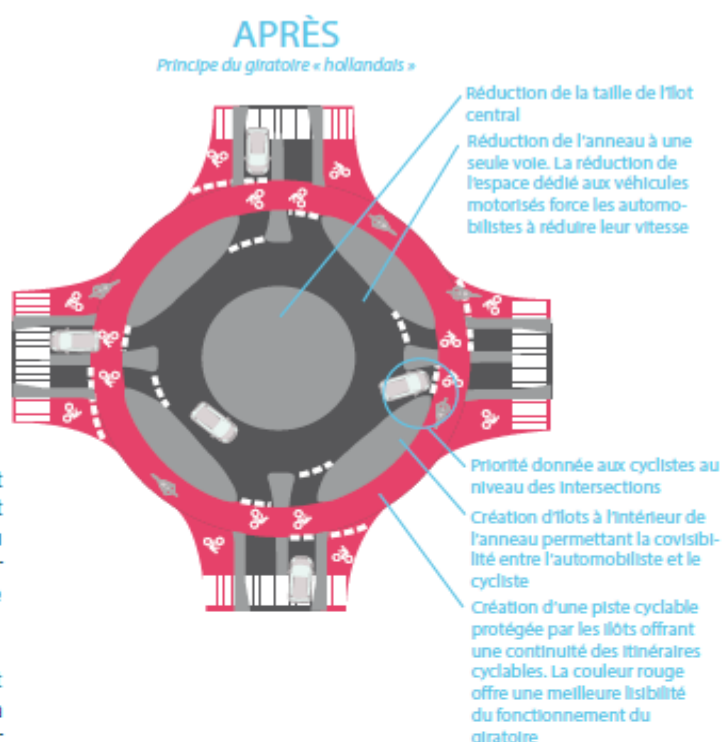 APRÈS
Principe du giratoire « hollandais »
Réduction de la taille de l'îlot
central
Réduction de l'anneau à une
seule voie. La réduction de
l'espace dédié aux véhicules
motorisés force les automo-
bilistes à réduire leur vitesse
Priorité donnée aux cyclistes au
niveau des intersections
Création d'îlots à l'intérieur de
l'anneau permettant la covisibi-
lité entre l'automobiliste et le
cycliste
Création d'une piste cyclable
protégée par les ilôts offrant
une continuité des itinéraires
cyclables. La couleur rouge
offre une meilleure lisibilité
du fonctionnement du
giratoire